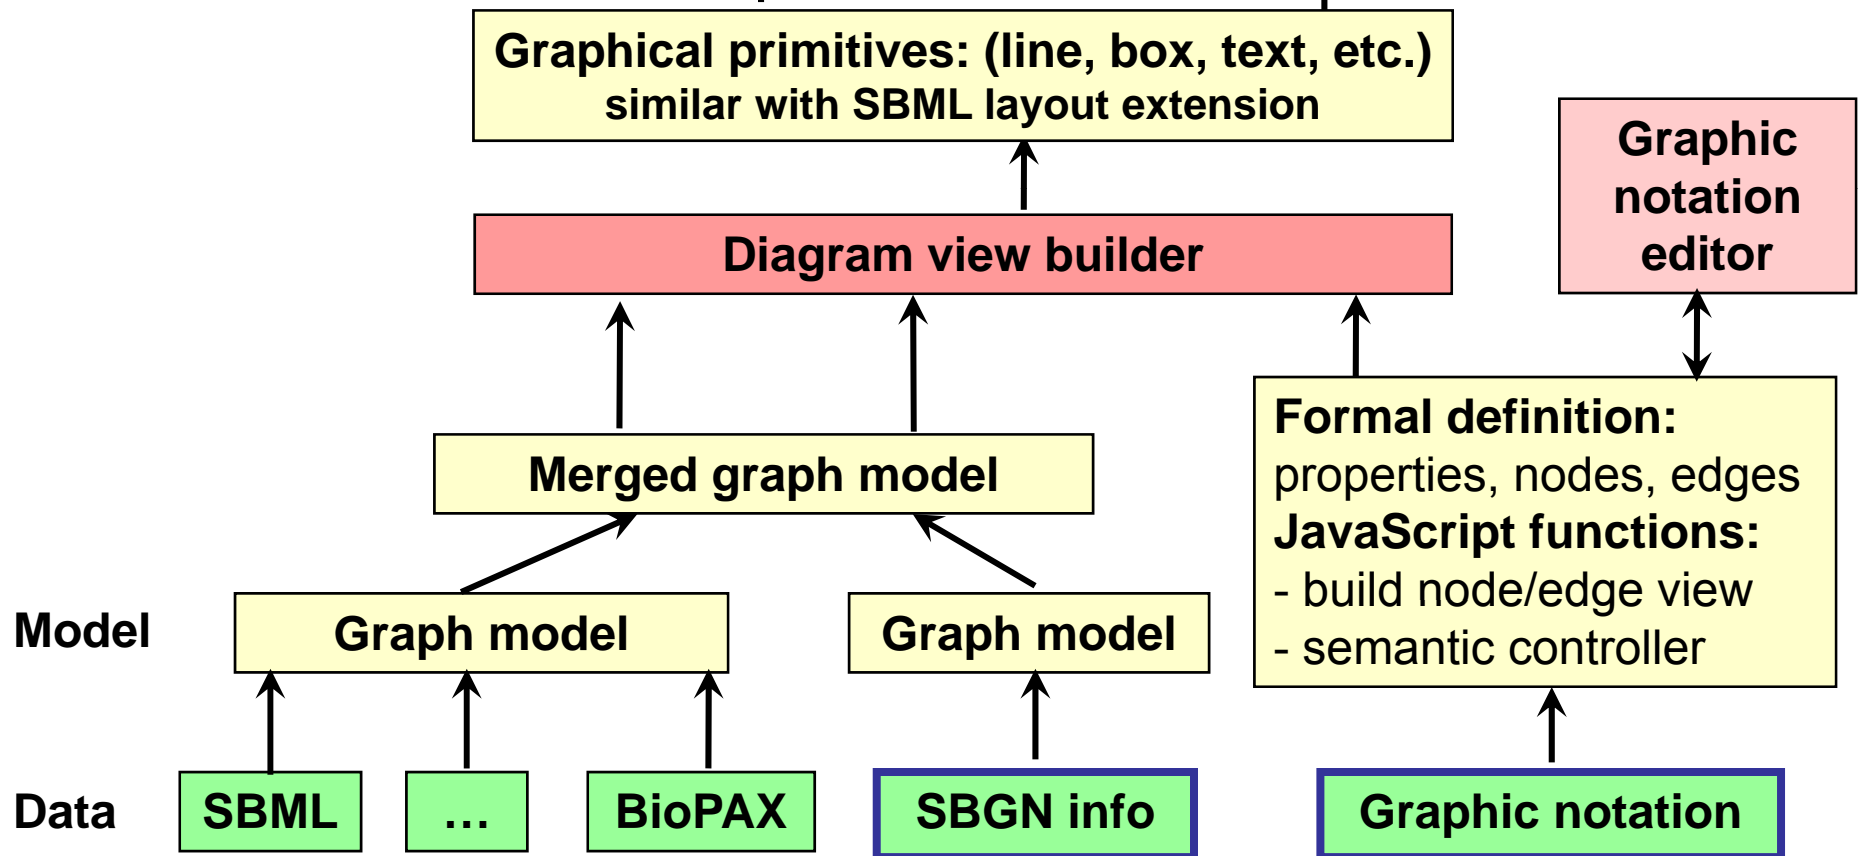 Graphical primitives: (line, box, text, etc.)
similar with SBML layout extension
Graphic
notation
editor
Diagram view builder
Formal definition:
properties, nodes, edges
JavaScript functions:
- build node/edge view
- semantic controller
Merged graph model
Model
Graph model
Graph model
Data
SBML
...
BioPAX
SBGN info
Graphic notation